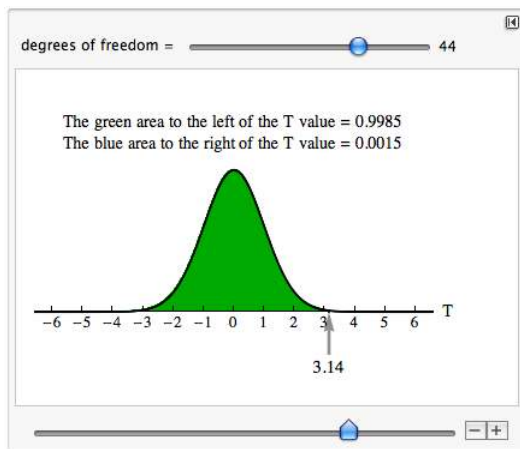 degrees of freedom = 44
The green area to the left of the T value = 0.9985
The blue area to the right of the T value = 0.0015
T
−6 −5 −4 −3 −2 −1 0 1 2 3 4 5 6
3.14